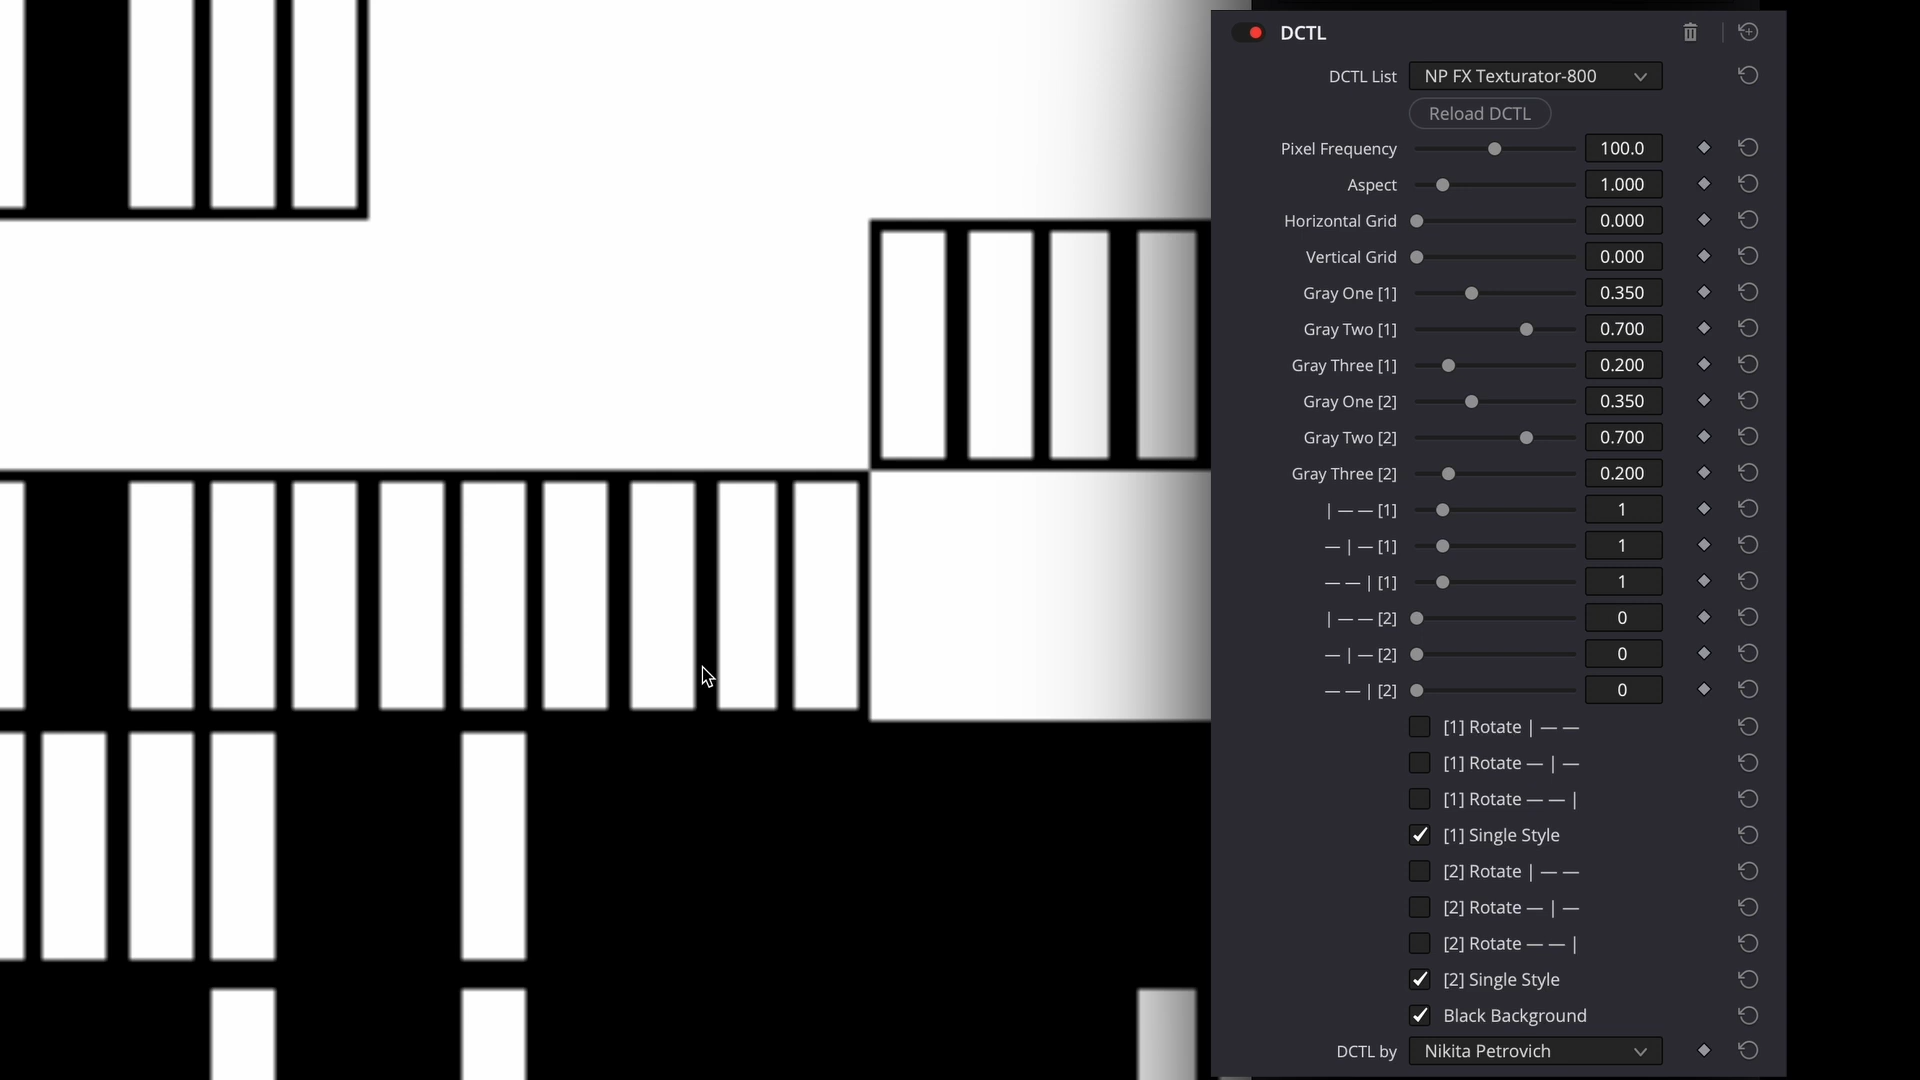 DCTL
DCTL List NP FX Texturator-800
Reload DCTL
Pixel Frequency 100.0
Aspect 1.000
Horizontal Grid 0.000
Vertical Grid 0.000
Gray One [1] 0.350
Gray Two [1] 0.700
Gray Three [1] 0.200
Gray One [2] 0.350
Gray Two [2] 0.700
Gray Three [2] 0.200
| — — [1] 1
— | — [1] 1
— — | [1] 1
| — — [2] 0
— | — [2] 0
— — | [2] 0
[1] Rotate | — —
[1] Rotate — | —
[1] Rotate — — |
[1] Single Style
[2] Rotate | — —
[2] Rotate — | —
[2] Rotate — — |
[2] Single Style
Black Background
DCTL by Nikita Petrovich